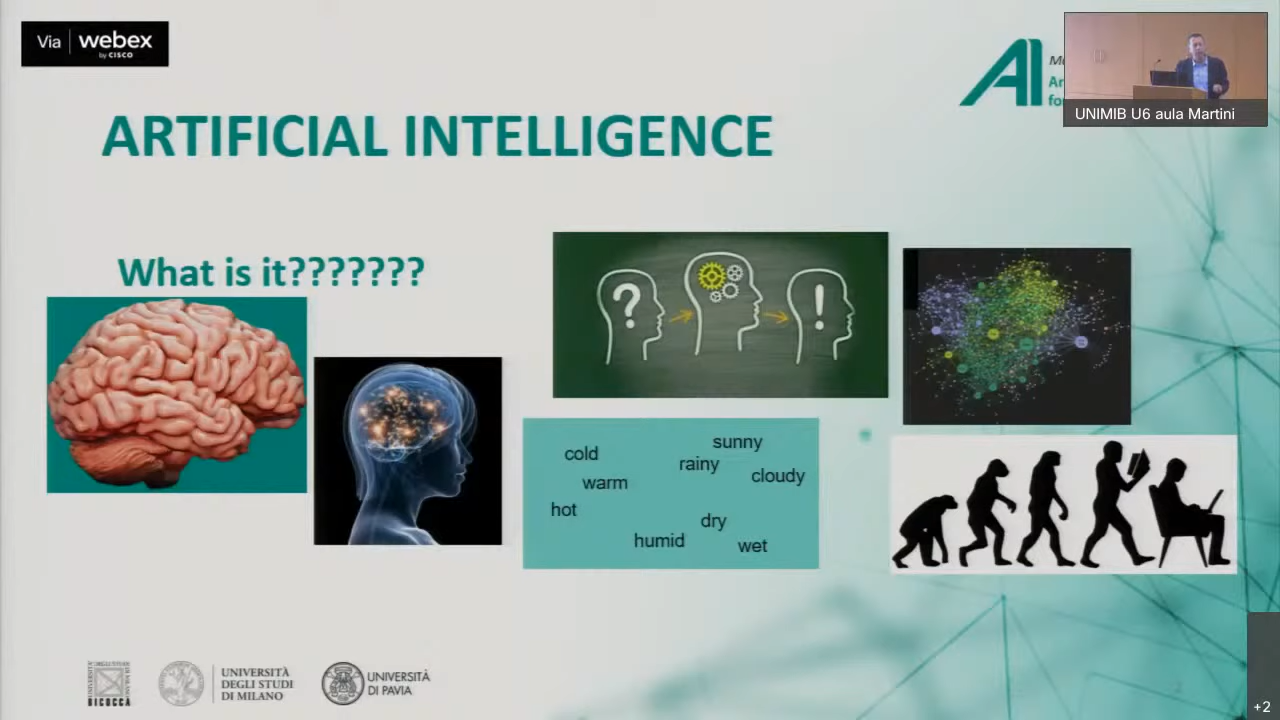 Via webex
by CISCO
AI
UNIMIB U6 aula Martini
ARTIFICIAL INTELLIGENCE
What is it???????
?
!
cold
sunny
rainy
warm
cloudy
hot
dry
humid
wet
BICOCCA
UNIVERSITÀ
DEGLI STUDI
DI MILANO
UNIVERSITÀ
DI PAVIA
+2